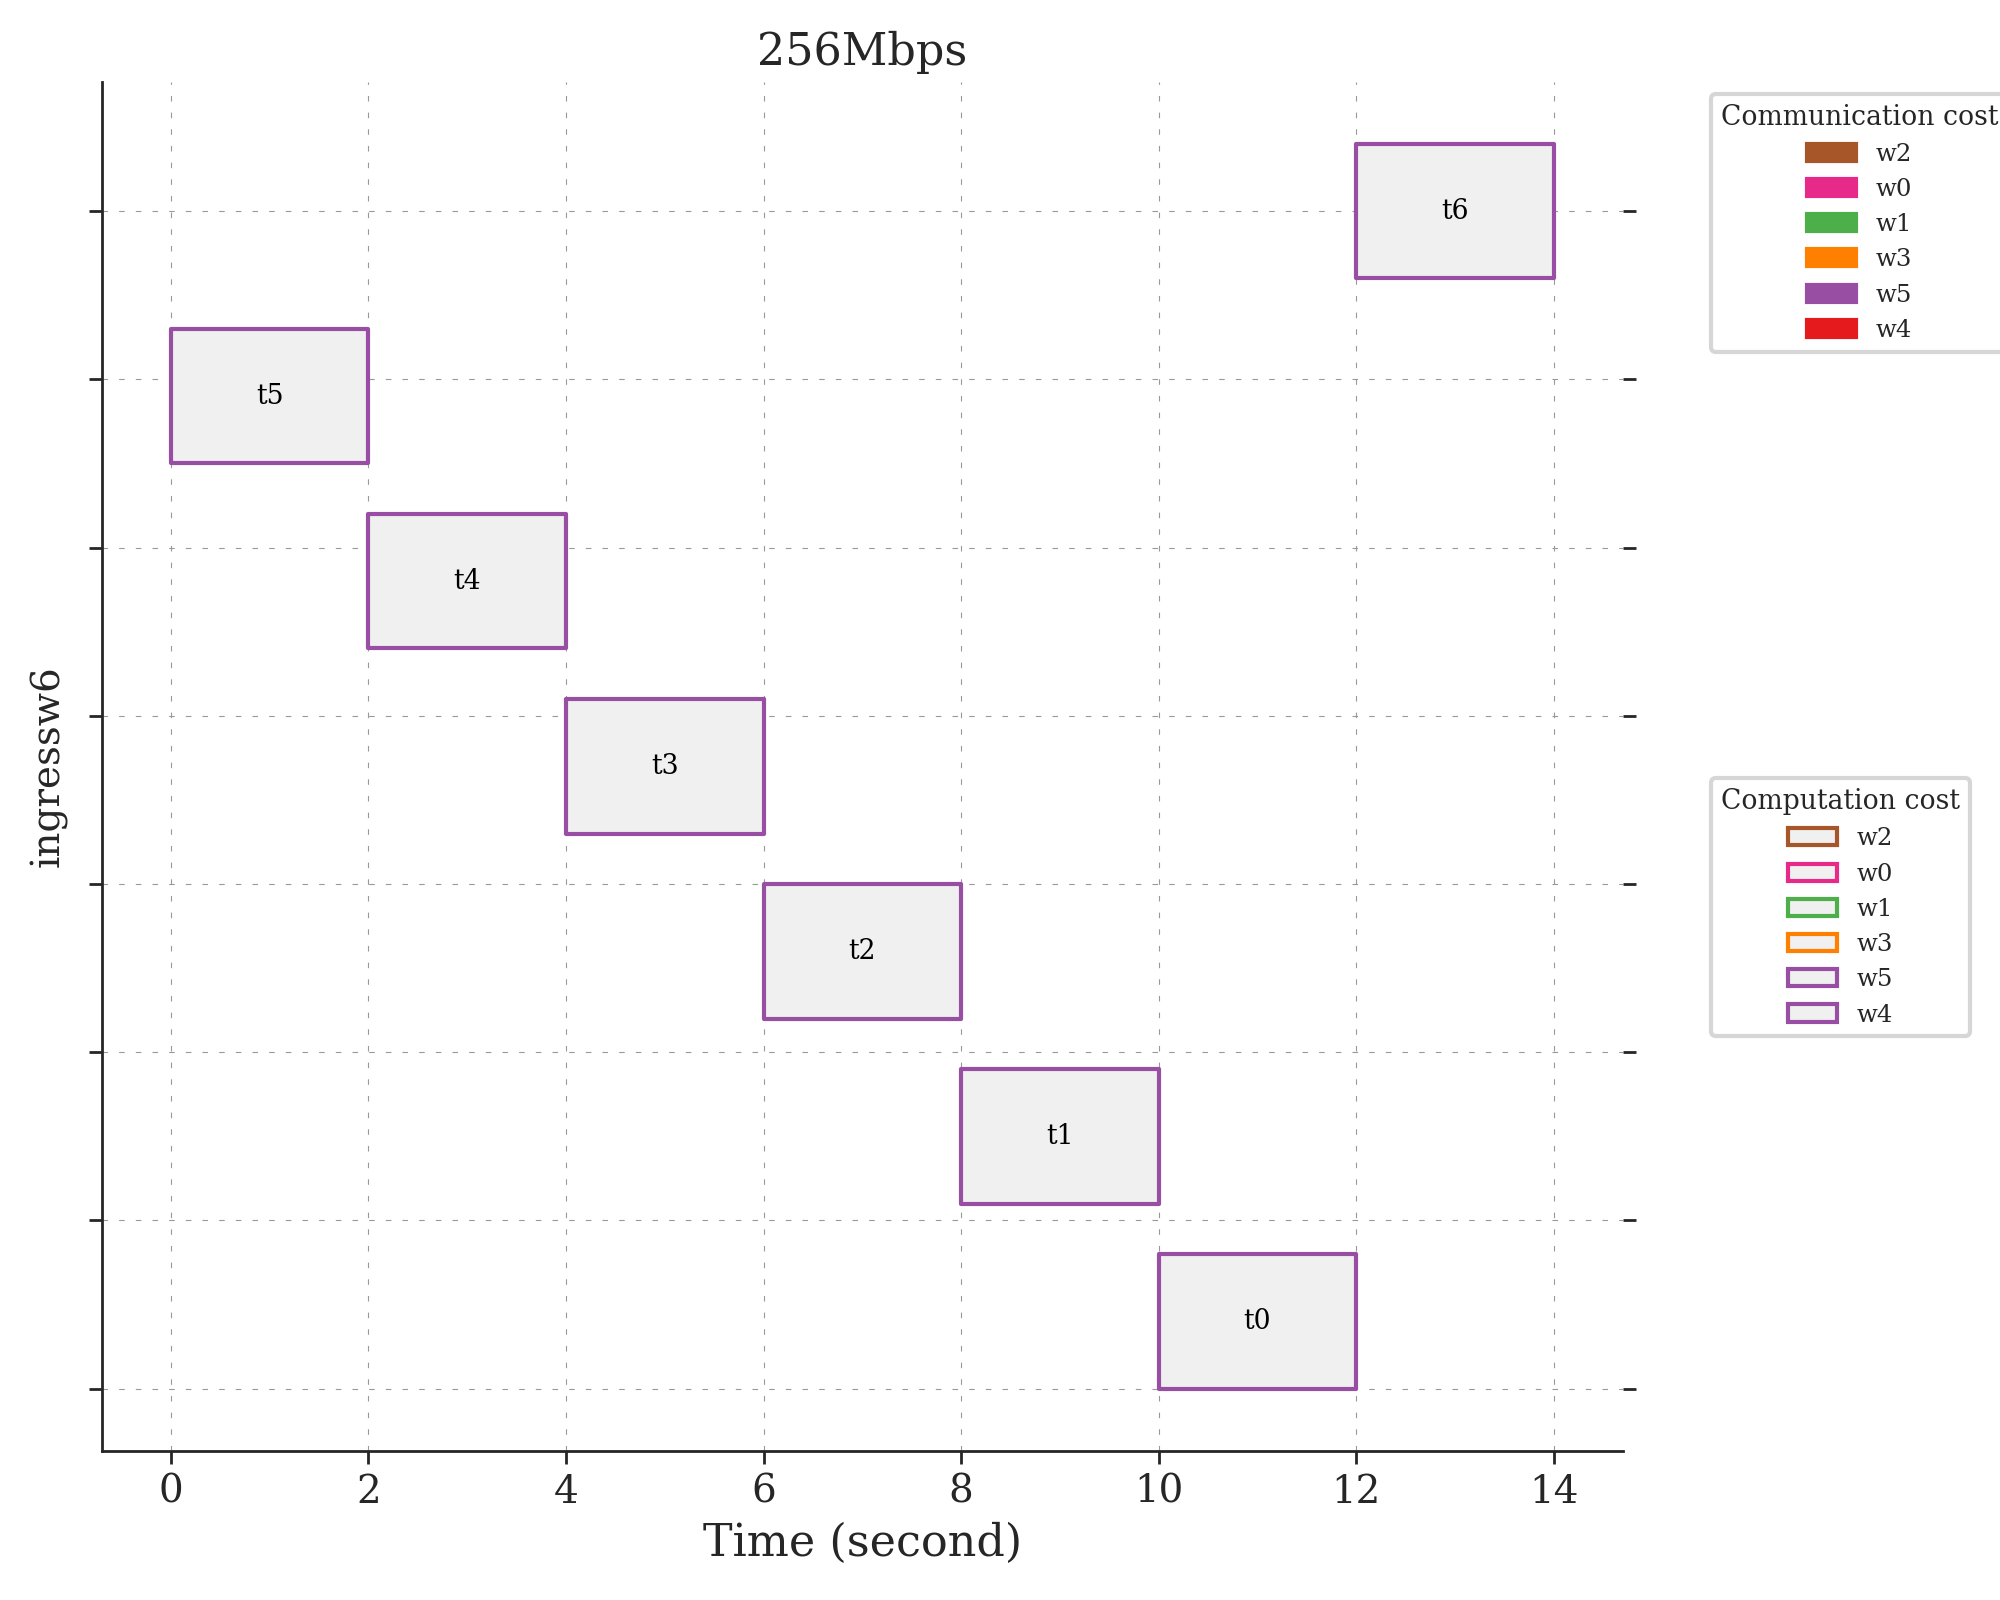 256Mbps
Communication cost
w2
w0
w1
w3
w5
w4
t6
t5
t4
t3
t2
t1
t0
ingressw6
Computation cost
w2
w0
w1
w3
w5
w4
0 2 4 6 8 10 12 14
Time (second)